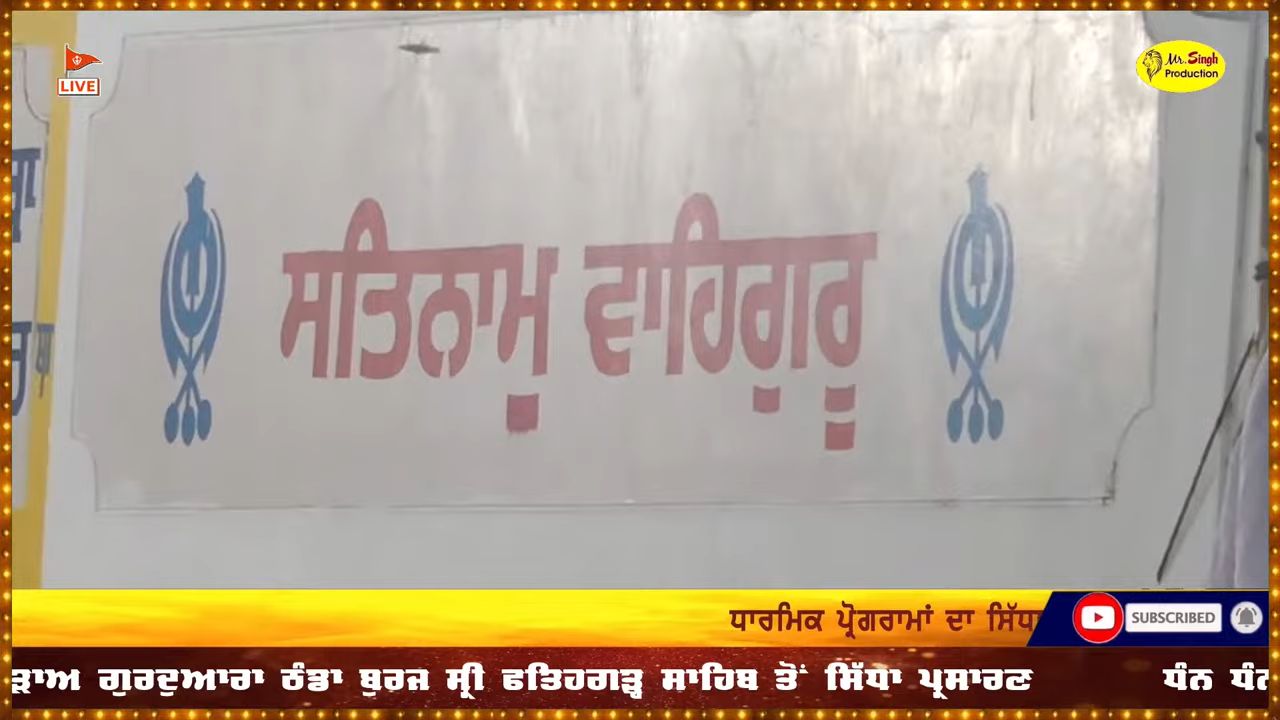 LIVE
Mr. Singh
Production
ਸਤਿਨਾਮੁ ਵਾਹਿਗੁਰੂ
ਧਾਰਮਿਕ ਪ੍ਰੋਗਰਾਮਾਂ ਦਾ ਸਿੱਧਾ
SUBSCRIBED
ਗੁਰਦੁਆਰਾ ਠੰਡਾ ਬੁਰਜ ਸ੍ਰੀ ਫਤਿਹਗੜ੍ਹ ਸਾਹਿਬ ਤੋਂ ਸਿੱਧਾ ਪ੍ਰਸਾਰਣ ਧੰਨ